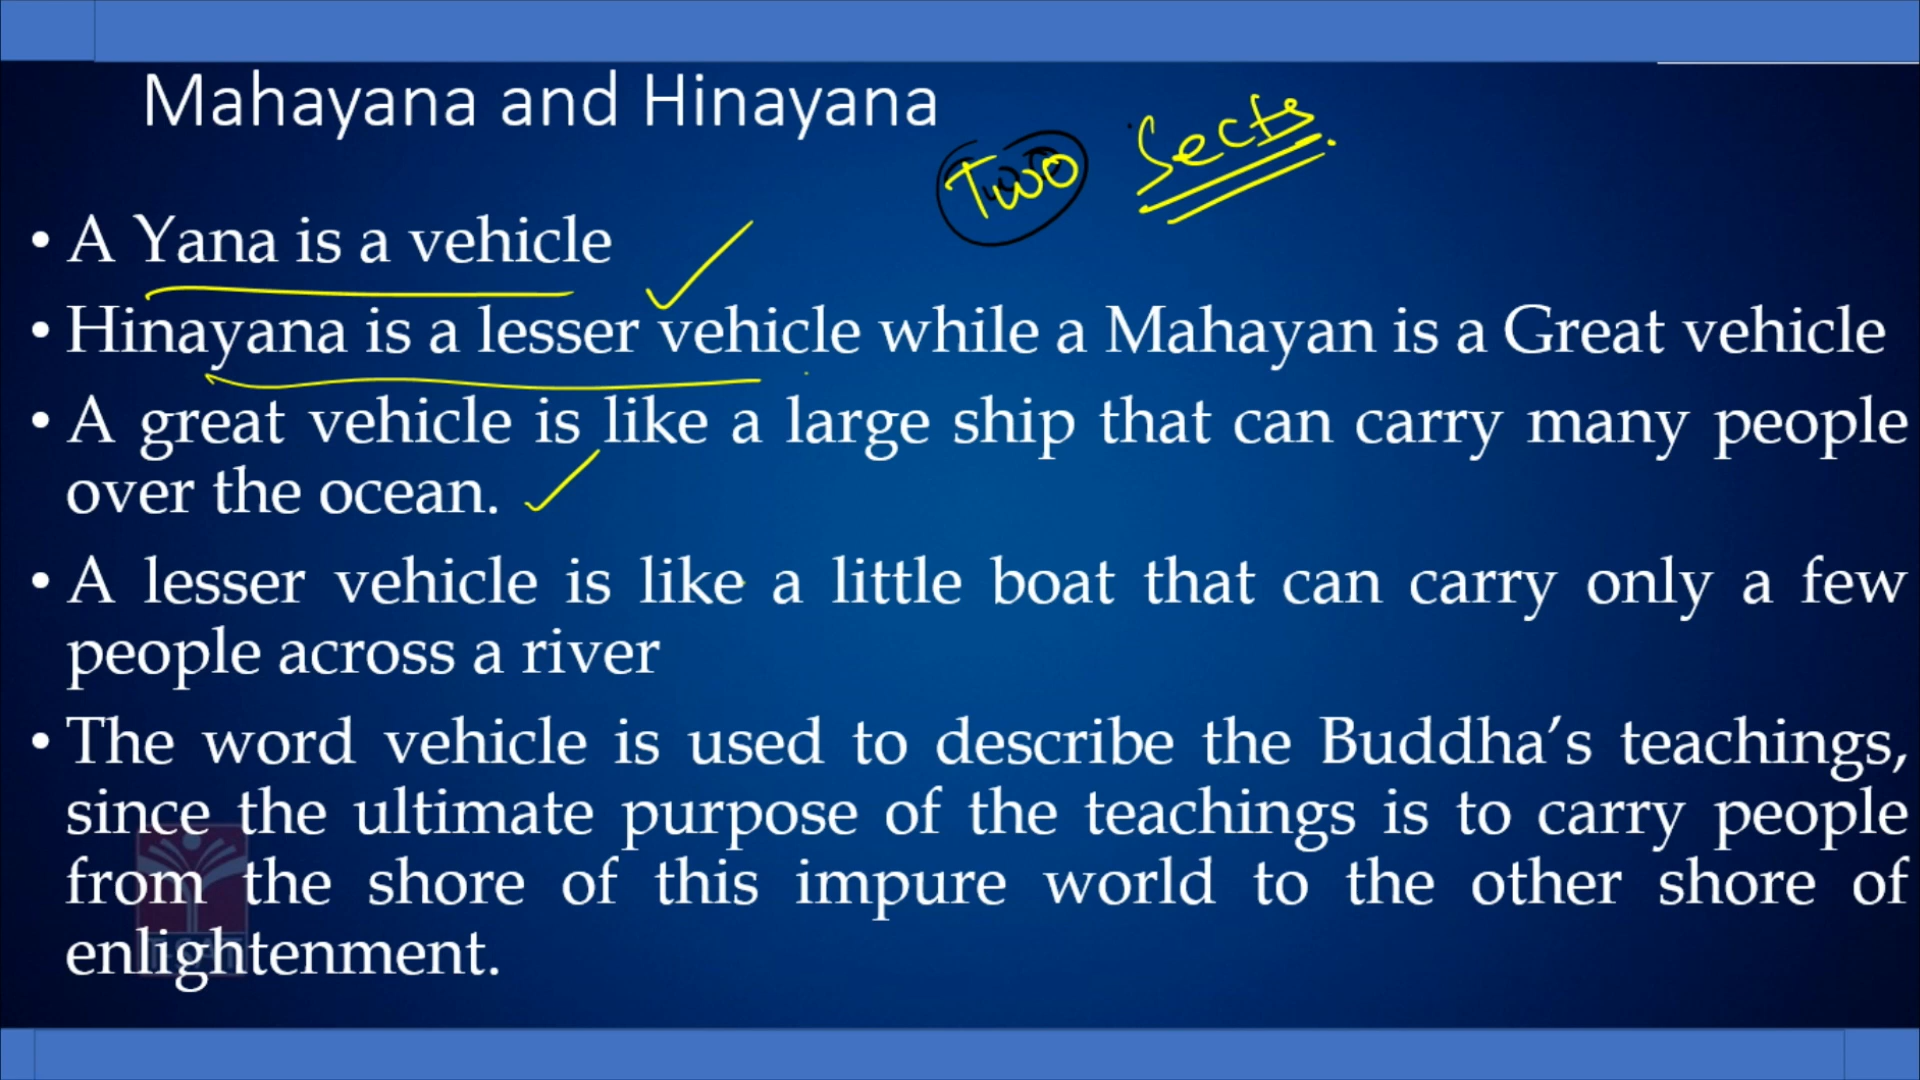 Mahayana and Hinayana
Two Sects
• A Yana is a vehicle
• Hinayana is a lesser vehicle while a Mahayan is a Great vehicle
• A great vehicle is like a large ship that can carry many people
over the ocean.
• A lesser vehicle is like a little boat that can carry only a few
people across a river
• The word vehicle is used to describe the Buddha’s teachings,
since the ultimate purpose of the teachings is to carry people
from the shore of this impure world to the other shore of
enlightenment.